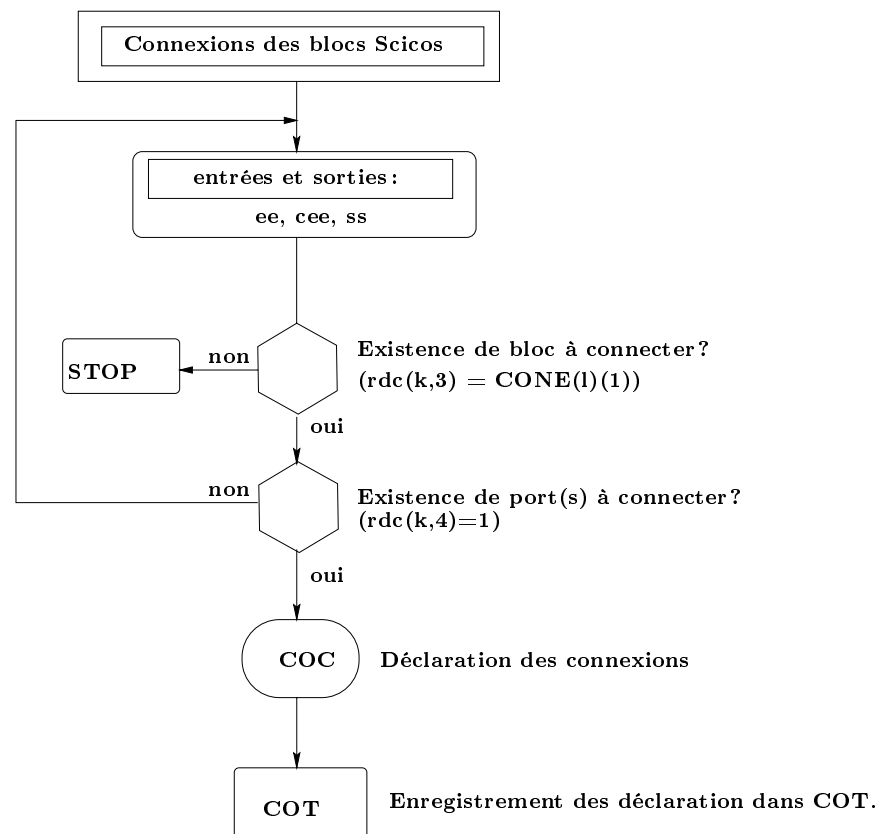 Connexions des blocs Scicos
entrées et sorties :
ee, cee, ss
Existence de bloc à connecter ?
non
STOP
(rdc(k,3) = CONE(l)(1))
oui
non
Existence de port(s) à connecter ?
(rdc(k,4)=1)
oui
COC
Déclaration des connexions
COT
Enregistrement des déclaration dans COT.